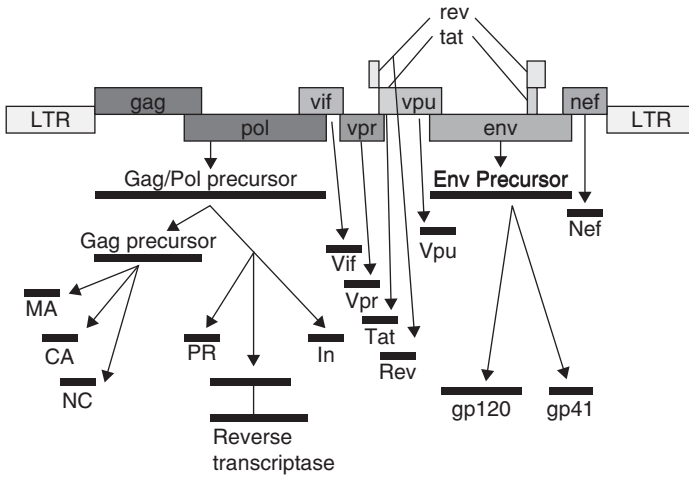 rev
tat
gag
vif
vpu
nef
LTR
pol
vpr
env
LTR
Gag/Pol precursor
Env Precursor
Gag precursor
Nef
Vif
Vpu
Vpr
MA
Tat
CA
PR
In
Rev
NC
gp120
gp41
Reverse
transcriptase